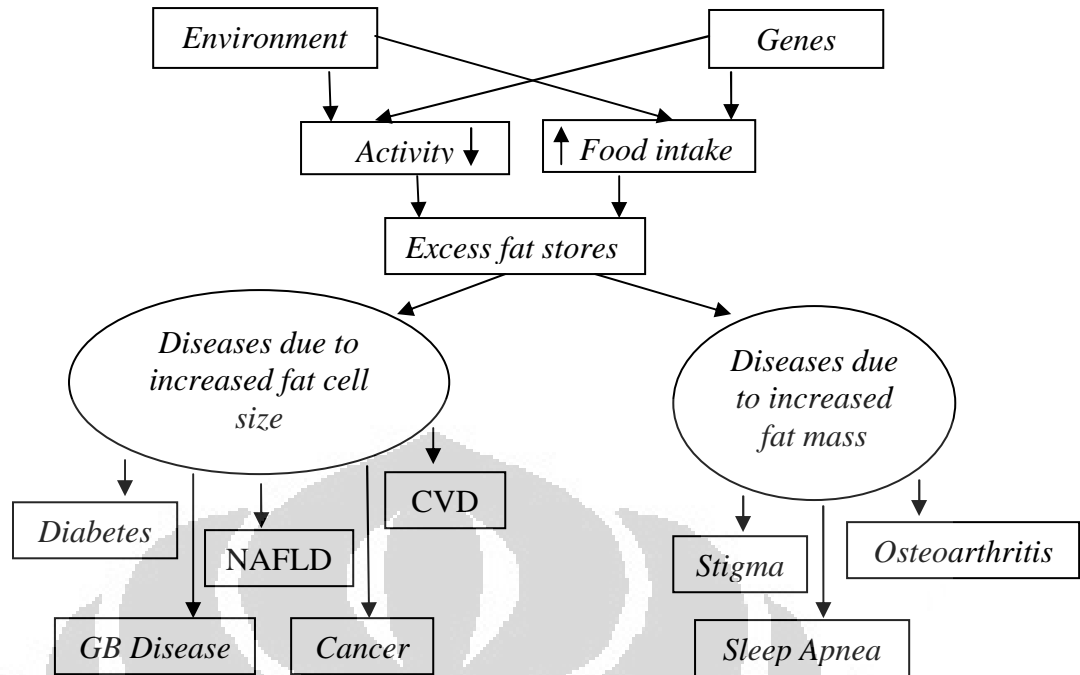 Environment
Genes
Activity ↓
↑ Food intake
Excess fat stores
Diseases due to
increased fat cell
size
Diseases due
to increased
fat mass
Diabetes
NAFLD
CVD
GB Disease
Cancer
Stigma
Osteoarthritis
Sleep Apnea